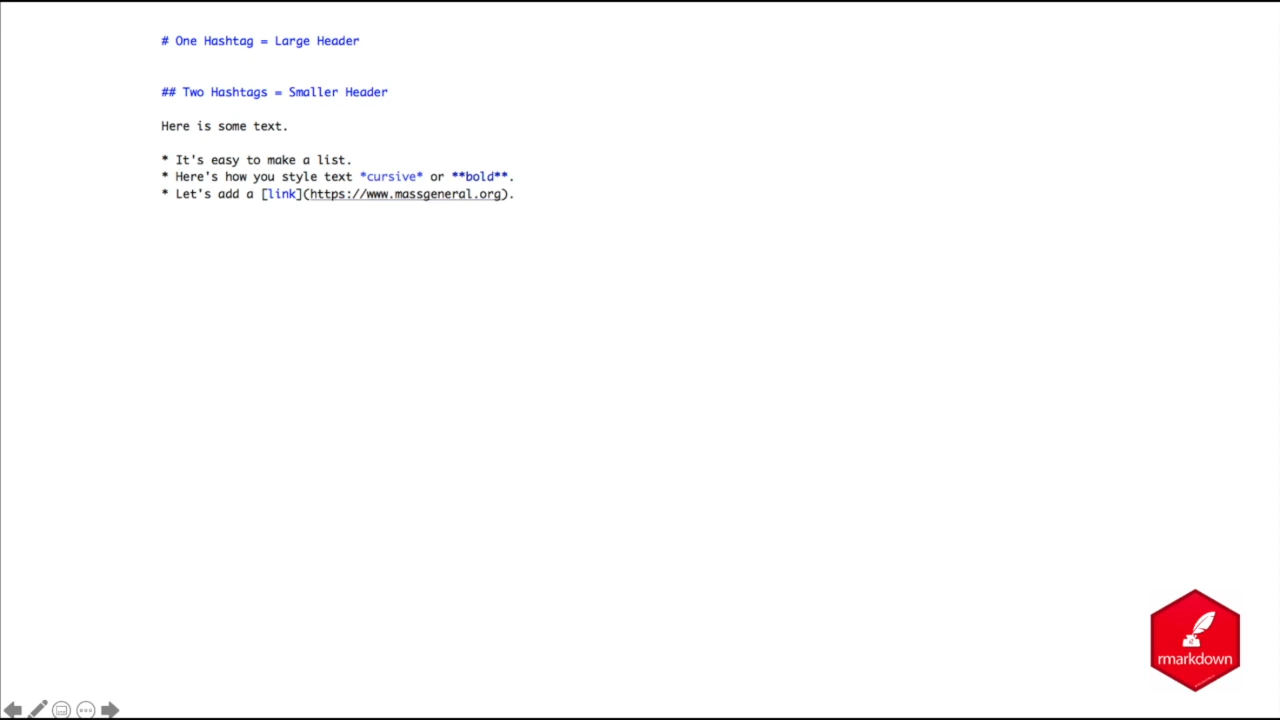 # One Hashtag = Large Header
## Two Hashtags = Smaller Header
Here is some text.
* It's easy to make a list.
* Here's how you style text *cursive* or **bold**.
* Let's add a [link](https://www.massgeneral.org).
rmarkdown